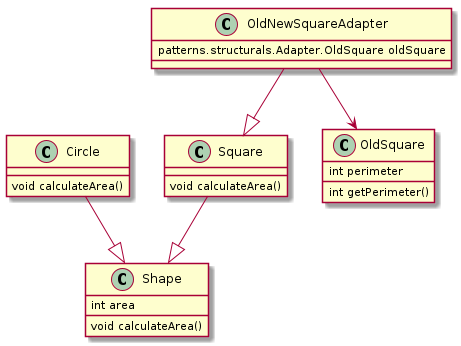 C OldNewSquareAdapter
patterns.structurals.Adapter.OldSquare oldSquare
C Circle
void calculateArea()
C Square
void calculateArea()
C OldSquare
int perimeter
int getPerimeter()
C Shape
int area
void calculateArea()